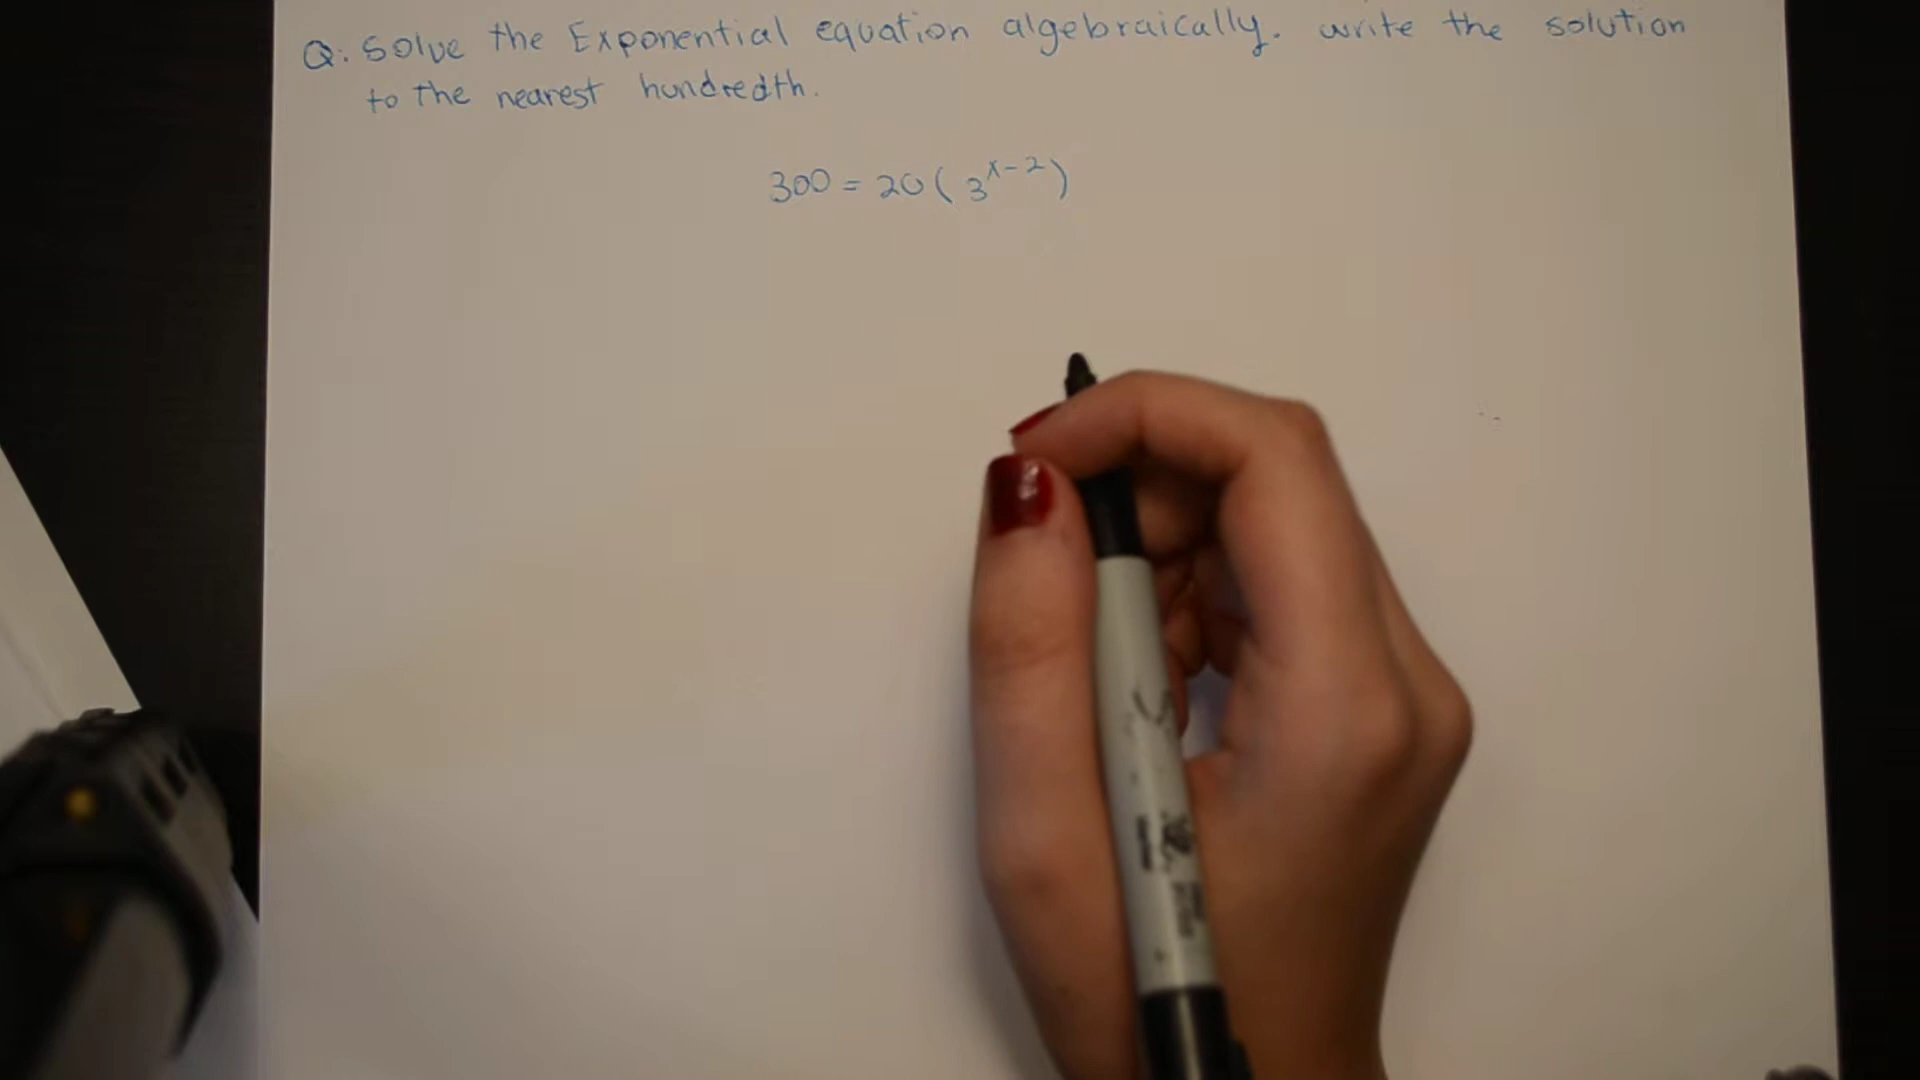 Q: Solve the Exponential equation algebraically. write the solution
to the nearest hundredth.
300 = 20(3^{x-2})